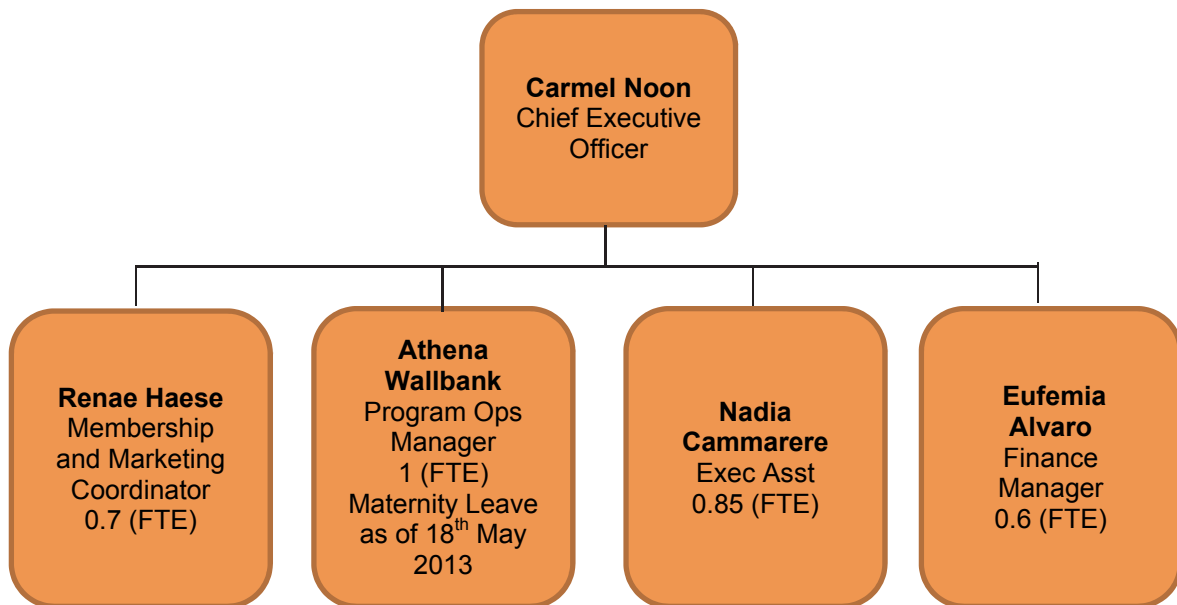 Carmel Noon
Chief Executive
Officer
Renae Haese
Membership
and Marketing
Coordinator
0.7 (FTE)
Athena
Wallbank
Program Ops
Manager
1 (FTE)
Maternity Leave
as of 18th May
2013
Nadia
Cammarere
Exec Asst
0.85 (FTE)
Eufemia
Alvaro
Finance
Manager
0.6 (FTE)